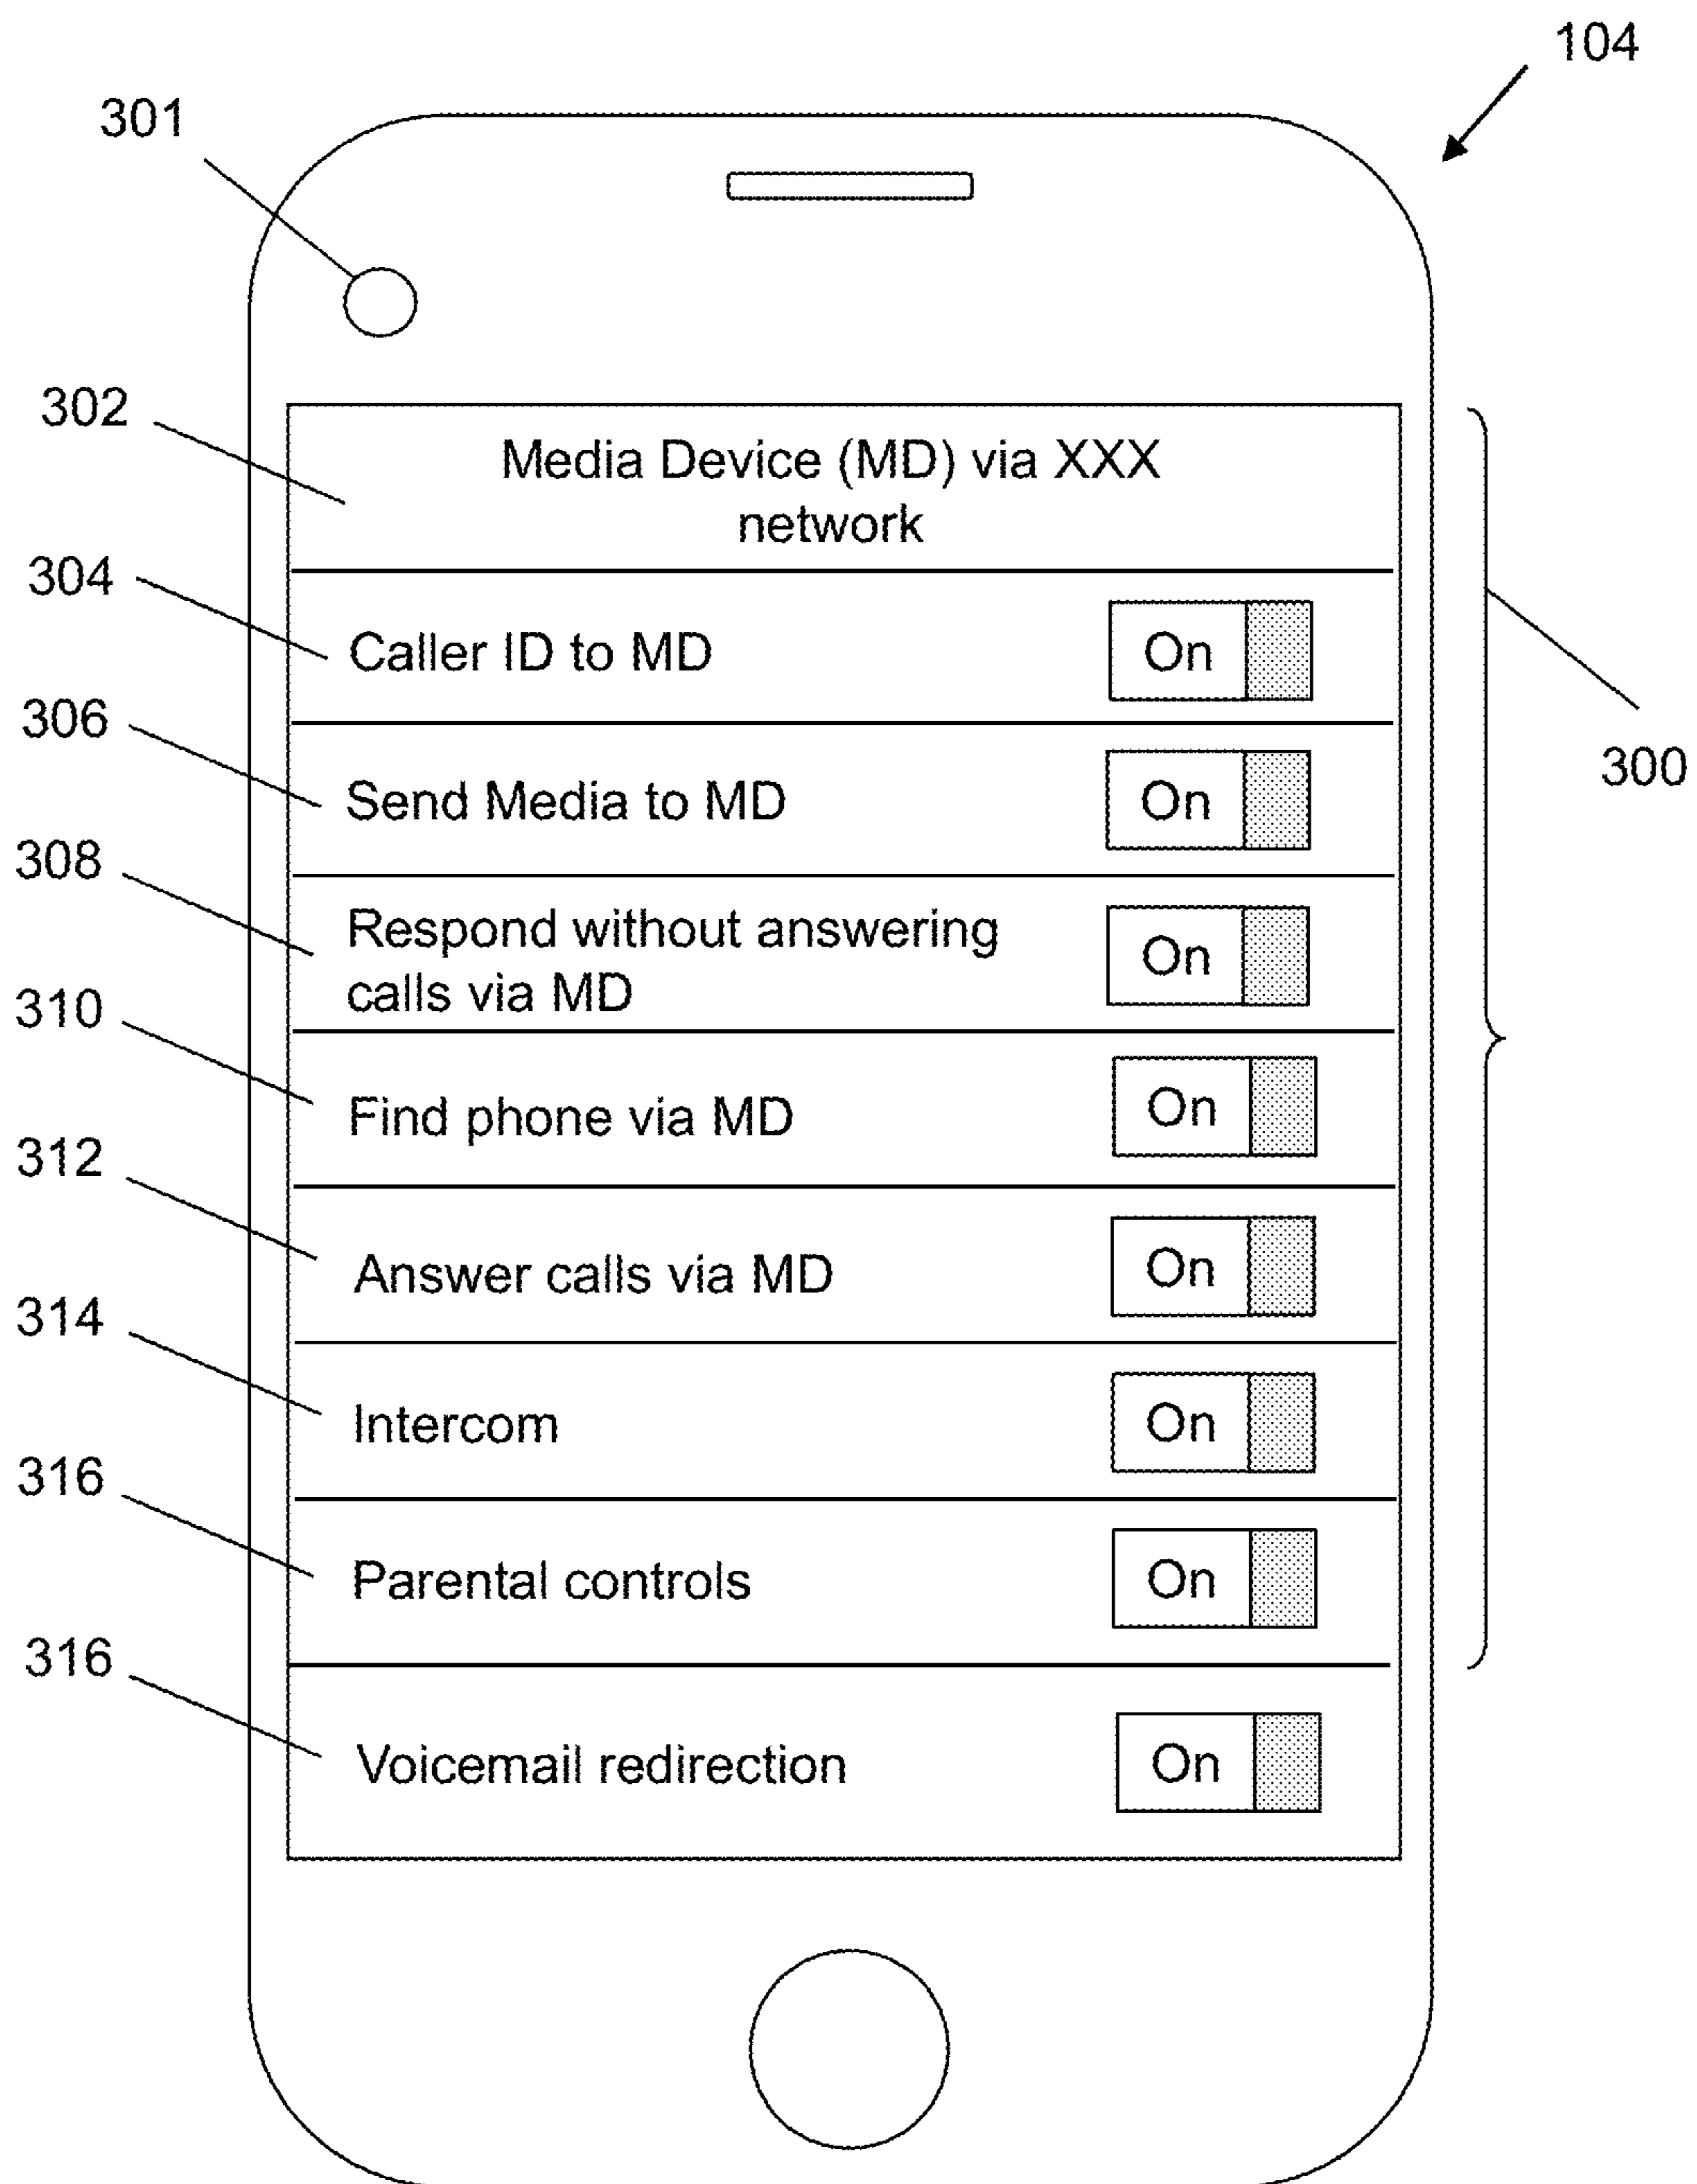 104
301
302
Media Device (MD) via XXX
network
304
Caller ID to MD On
306
300
Send Media to MD On
308
Respond without answering
calls via MD On
310
Find phone via MD On
312
Answer calls via MD On
314
Intercom On
316
Parental controls On
316
Voicemail redirection On